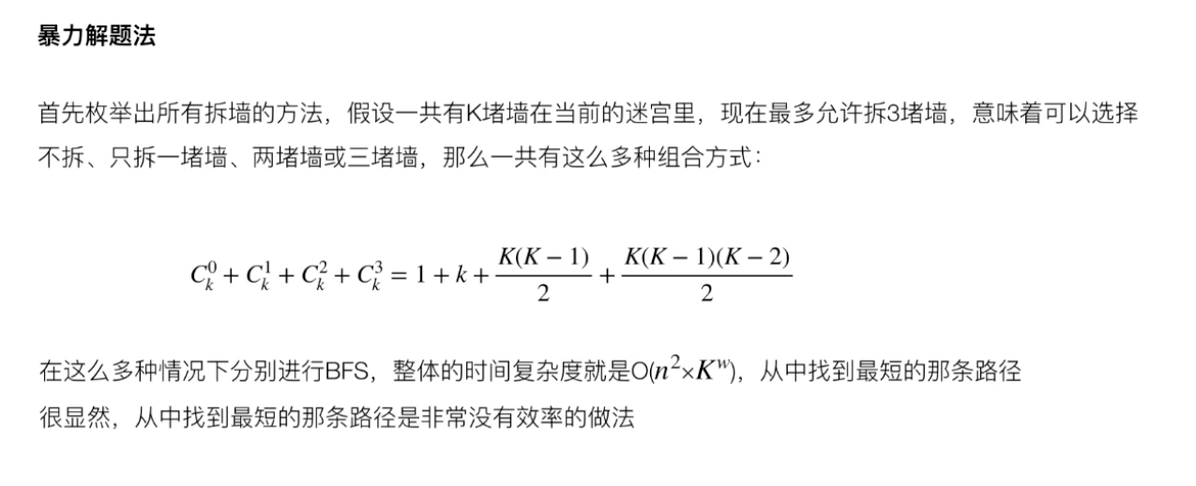 暴力解题法
首先枚举出所有拆墙的方法，假设一共有K堵墙在当前的迷宫里，现在最多允许拆3堵墙，意味着可以选择
不拆、只拆一堵墙、两堵墙或三堵墙，那么一共有这么多种组合方式：
$C_k^0 + C_k^1 + C_k^2 + C_k^3 = 1 + k + \frac{K(K-1)}{2} + \frac{K(K-1)(K-2)}{2}$
在这么多种情况下分别进行BFS，整体的时间复杂度就是O(n²×Kʷ)，从中找到最短的那条路径
很显然，从中找到最短的那条路径是非常没有效率的做法